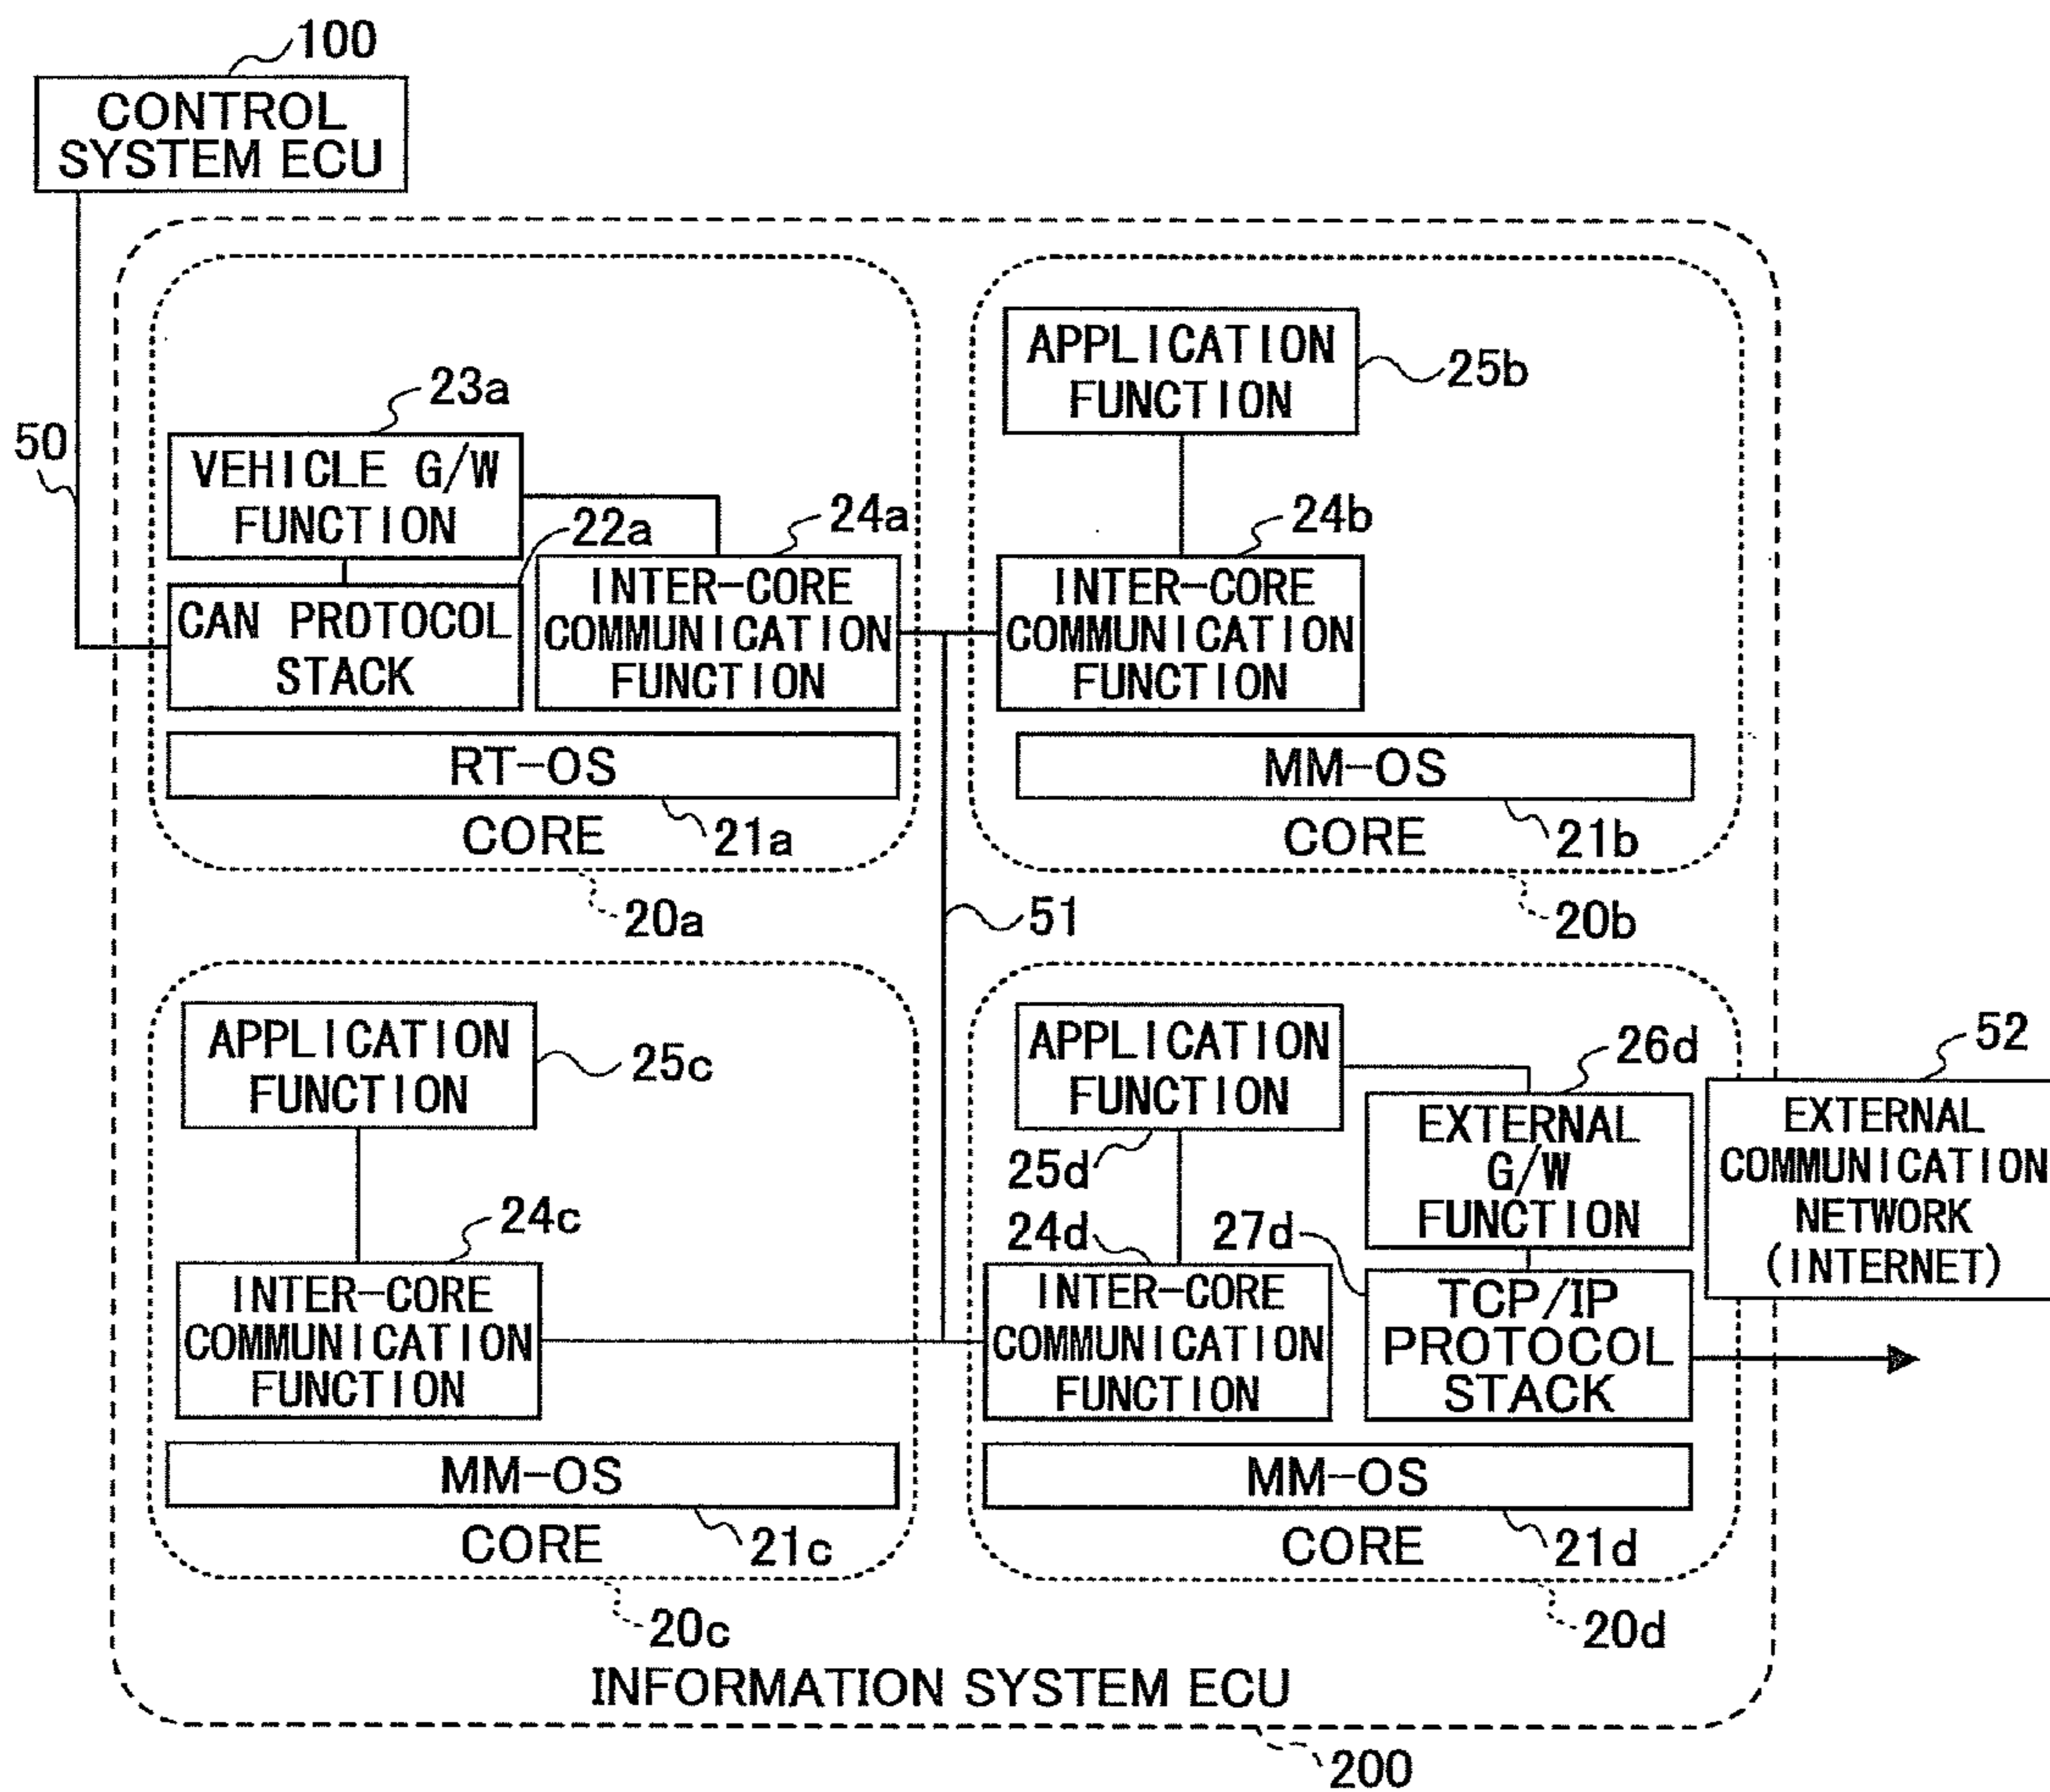 100
CONTROL
SYSTEM ECU
50
23a
VEHICLE G/W
FUNCTION
22a
CAN PROTOCOL
STACK
24a
INTER-CORE
COMMUNICATION
FUNCTION
RT-OS
21a
CORE
20a
APPLICATION
FUNCTION
25b
24b
INTER-CORE
COMMUNICATION
FUNCTION
MM-OS
21b
CORE
20b
51
APPLICATION
FUNCTION
25c
24c
INTER-CORE
COMMUNICATION
FUNCTION
MM-OS
21c
CORE
20c
APPLICATION
FUNCTION
25d
26d
EXTERNAL
G/W
FUNCTION
24d
INTER-CORE
COMMUNICATION
FUNCTION
27d
TCP/IP
PROTOCOL
STACK
MM-OS
21d
CORE
20d
52
EXTERNAL
COMMUNICATION
NETWORK
(INTERNET)
INFORMATION SYSTEM ECU
200